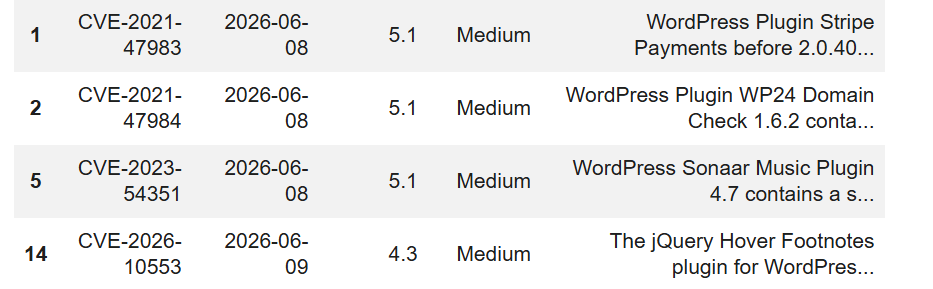 1 CVE-2021-47983 2026-06-08 5.1 Medium WordPress Plugin Stripe Payments before 2.0.40...
2 CVE-2021-47984 2026-06-08 5.1 Medium WordPress Plugin WP24 Domain Check 1.6.2 conta...
5 CVE-2023-54351 2026-06-08 5.1 Medium WordPress Sonaar Music Plugin 4.7 contains a s...
14 CVE-2026-10553 2026-06-09 4.3 Medium The jQuery Hover Footnotes plugin for WordPres...